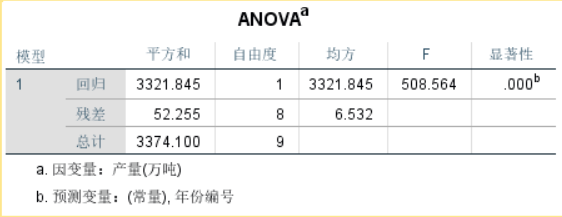 ANOVAa
模型 平方和 自由度 均方 F 显著性
1 回归 3321.845 1 3321.845 508.564 .000b
残差 52.255 8 6.532
总计 3374.100 9
a. 因变量：产量(万吨)
b. 预测变量：(常量), 年份编号